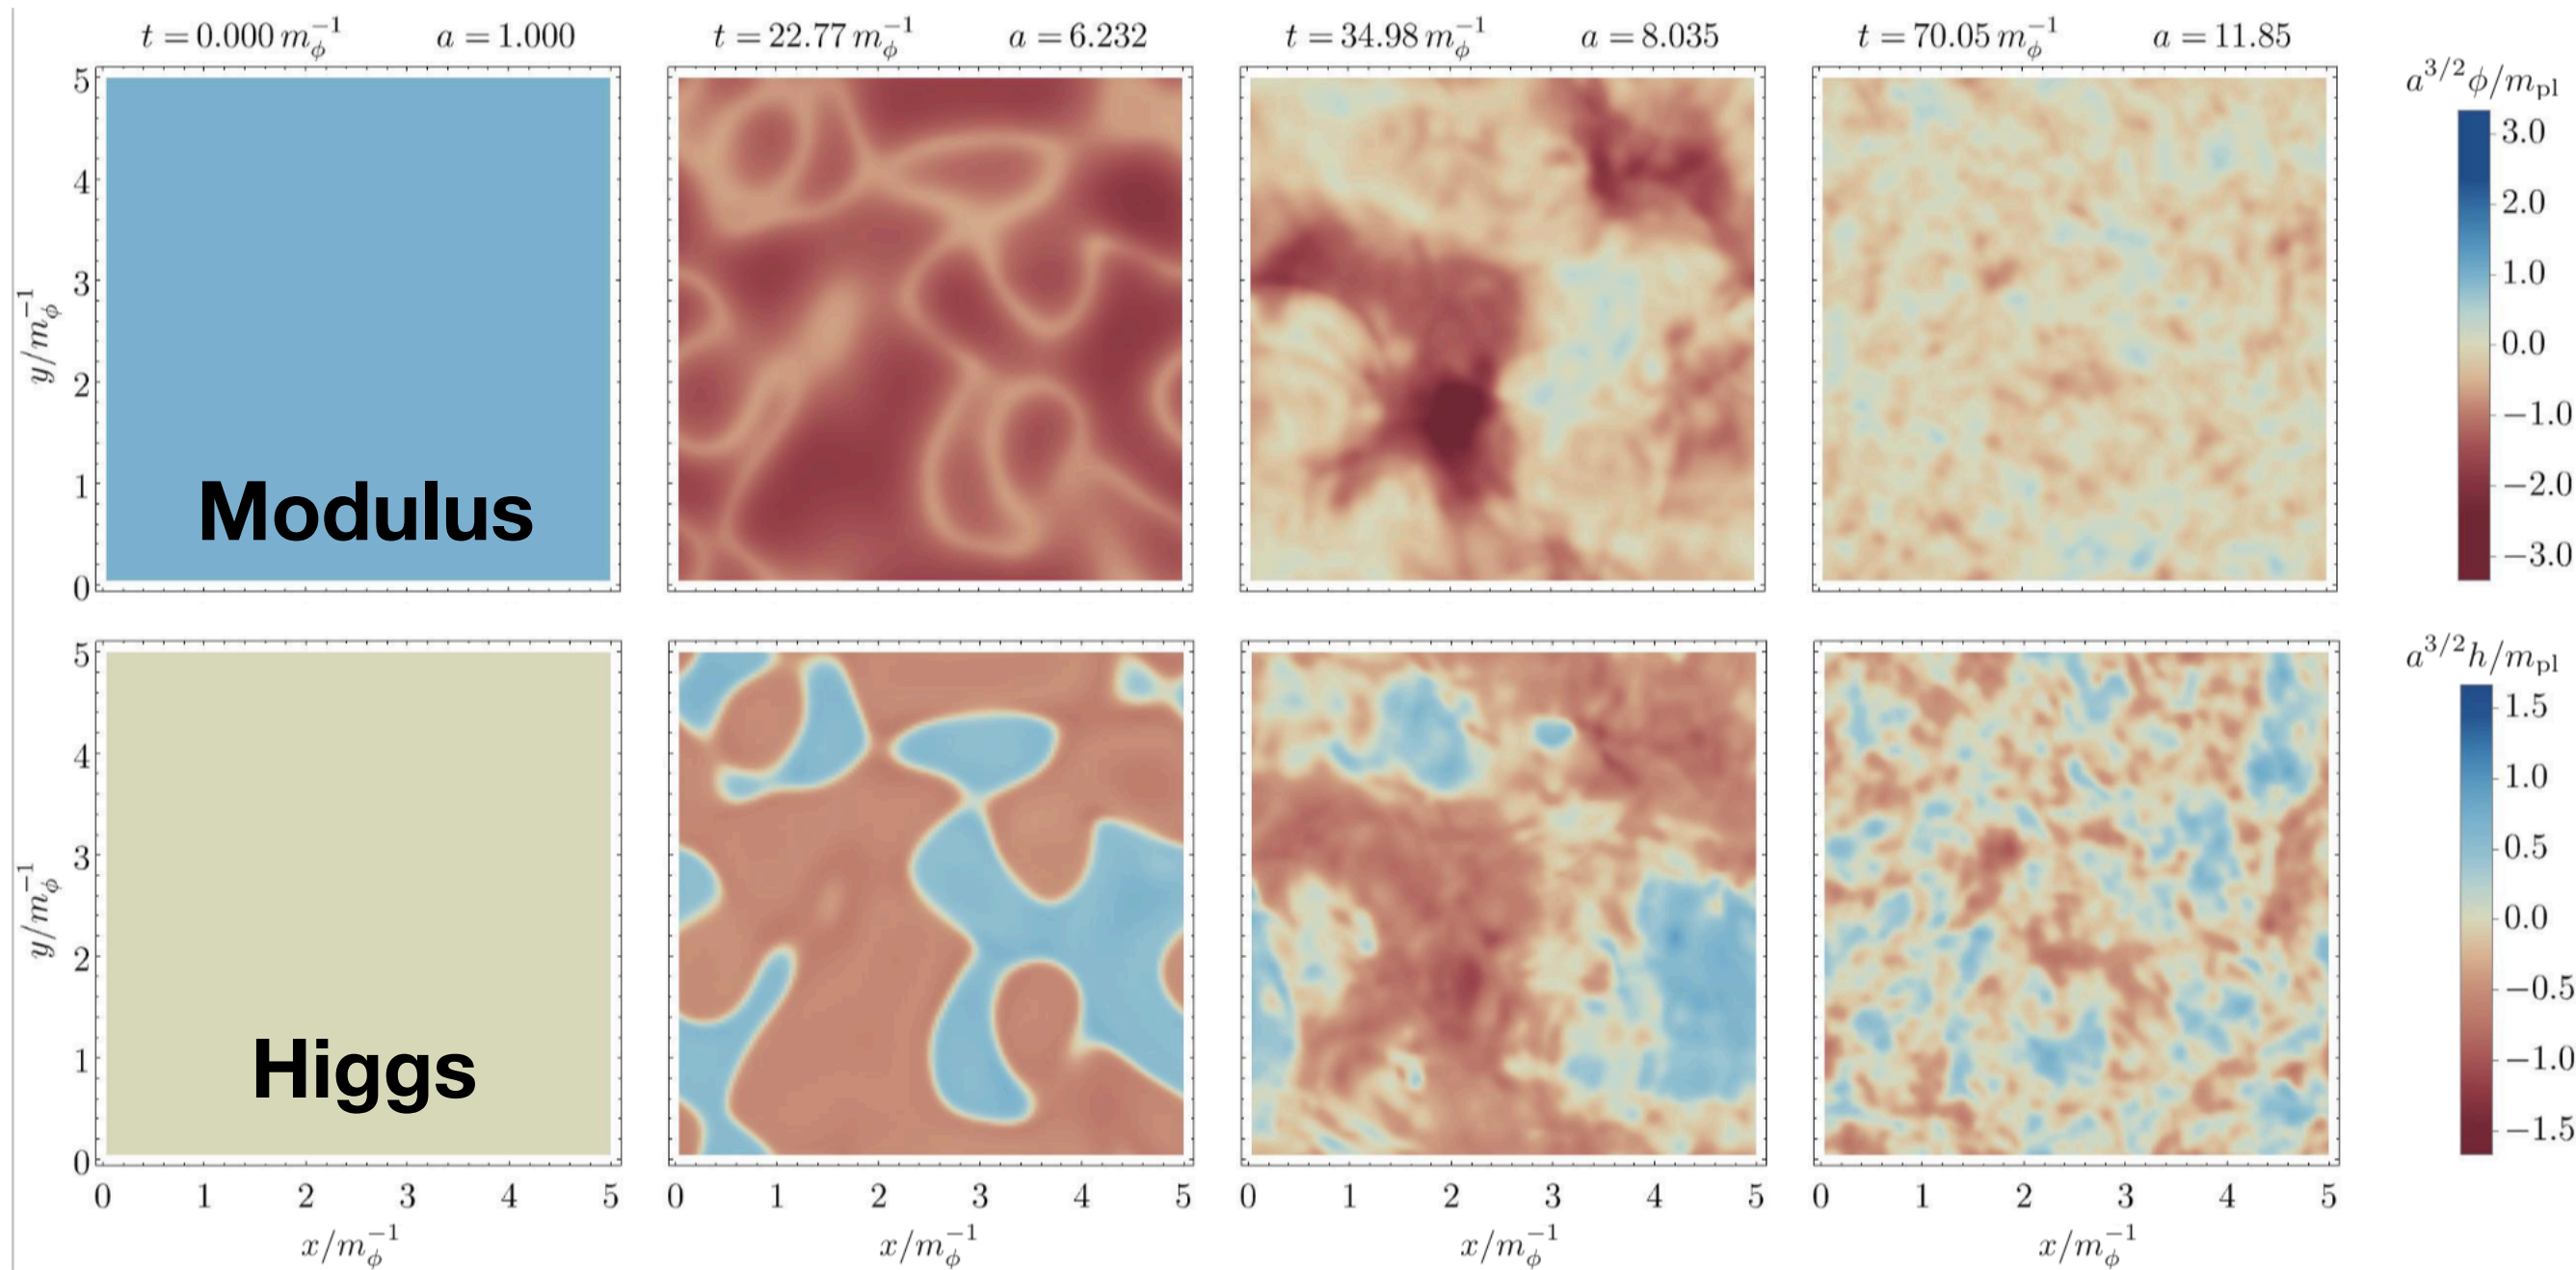 t = 0.000 m_ϕ^{-1} a = 1.000 t = 22.77 m_ϕ^{-1} a = 6.232 t = 34.98 m_ϕ^{-1} a = 8.035 t = 70.05 m_ϕ^{-1} a = 11.85
a^{3/2}ϕ/m_{pl}
5
4
3
2
1
0
y/m_ϕ^{-1}
Modulus
3.0
2.0
1.0
0.0
−1.0
−2.0
−3.0
a^{3/2}h/m_{pl}
5
4
3
2
1
0
y/m_ϕ^{-1}
Higgs
1.5
1.0
0.5
0.0
−0.5
−1.0
−1.5
0 1 2 3 4 5 0 1 2 3 4 5 0 1 2 3 4 5 0 1 2 3 4 5
x/m_ϕ^{-1} x/m_ϕ^{-1} x/m_ϕ^{-1} x/m_ϕ^{-1}